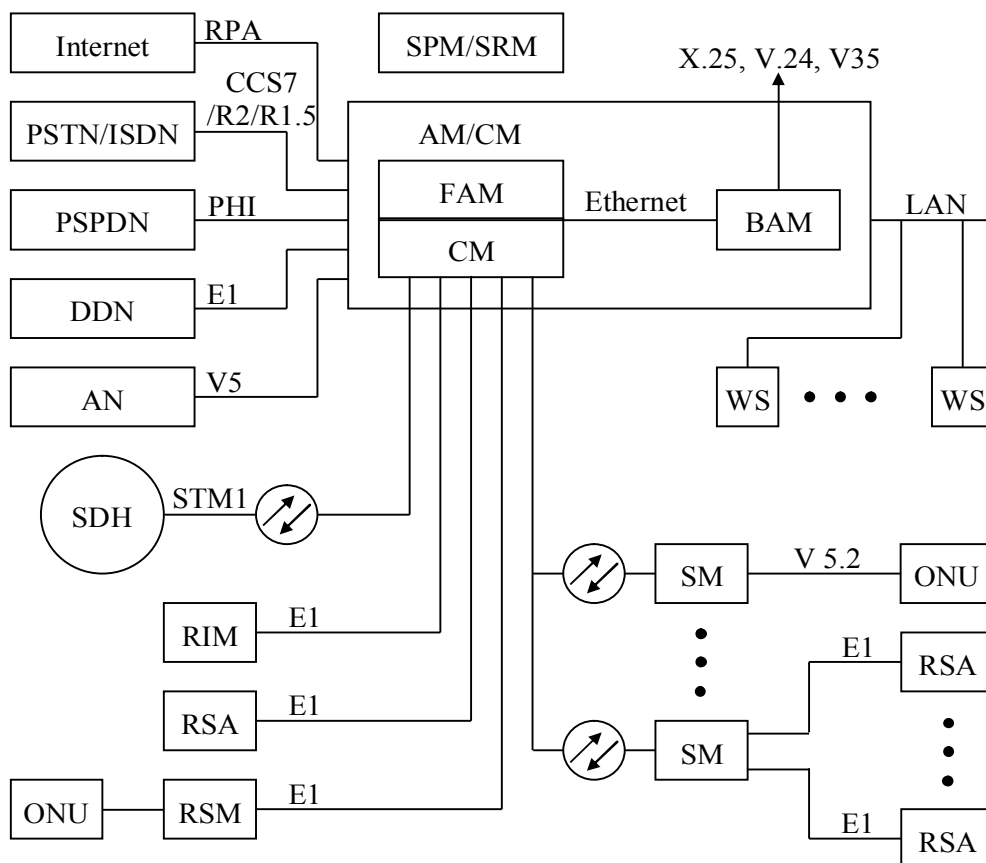 Internet
RPA
SPM/SRM
X.25, V.24, V35
CCS7
/R2/R1.5
PSTN/ISDN
AM/CM
FAM
Ethernet
BAM
LAN
PSPDN
PHI
CM
DDN
E1
AN
V5
WS
WS
SDH
STM1
SM
V 5.2
ONU
RIM
E1
E1
RSA
RSA
E1
SM
ONU
RSM
E1
E1
RSA